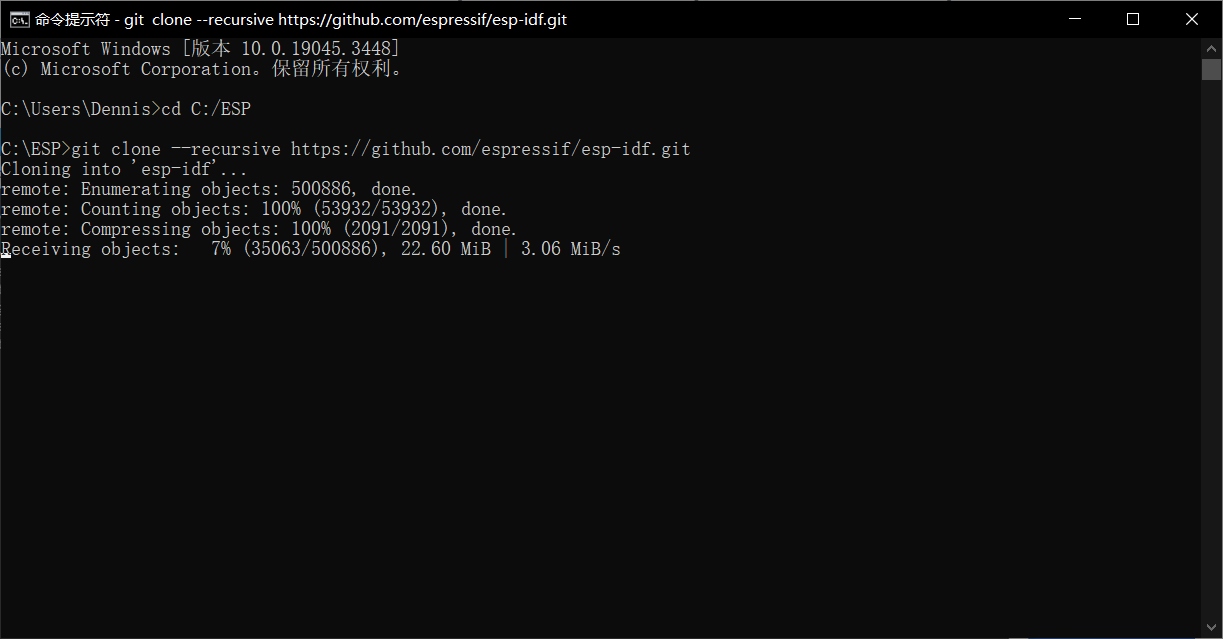 命令提示符 - git  clone --recursive https://github.com/espressif/esp-idf.git
Microsoft Windows [版本 10.0.19045.3448]
(c) Microsoft Corporation。保留所有权利。
C:\Users\Dennis>cd C:/ESP
C:\ESP>git clone --recursive https://github.com/espressif/esp-idf.git
Cloning into 'esp-idf'...
remote: Enumerating objects: 500886, done.
remote: Counting objects: 100% (53932/53932), done.
remote: Compressing objects: 100% (2091/2091), done.
Receiving objects:   7% (35063/500886), 22.60 MiB | 3.06 MiB/s